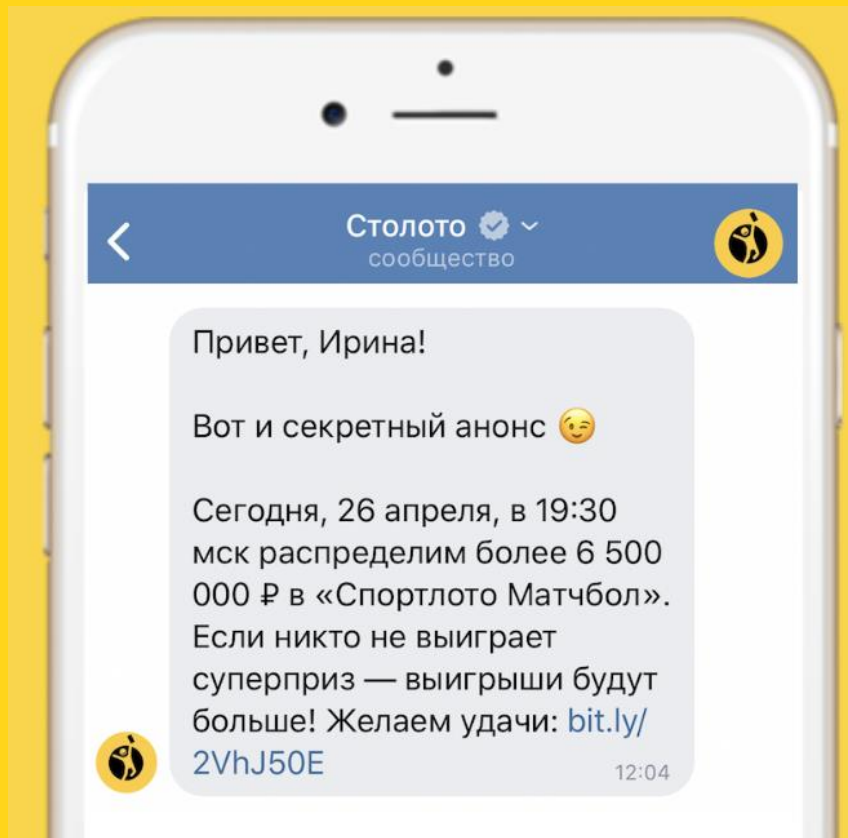 Столото
сообщество
Привет, Ирина!
Вот и секретный анонс 😉
Сегодня, 26 апреля, в 19:30
мск распределим более 6 500
000 ₽ в «Спортлото Матчбол».
Если никто не выиграет
суперприз — выигрыши будут
больше! Желаем удачи: bit.ly/
2VhJ50E
12:04